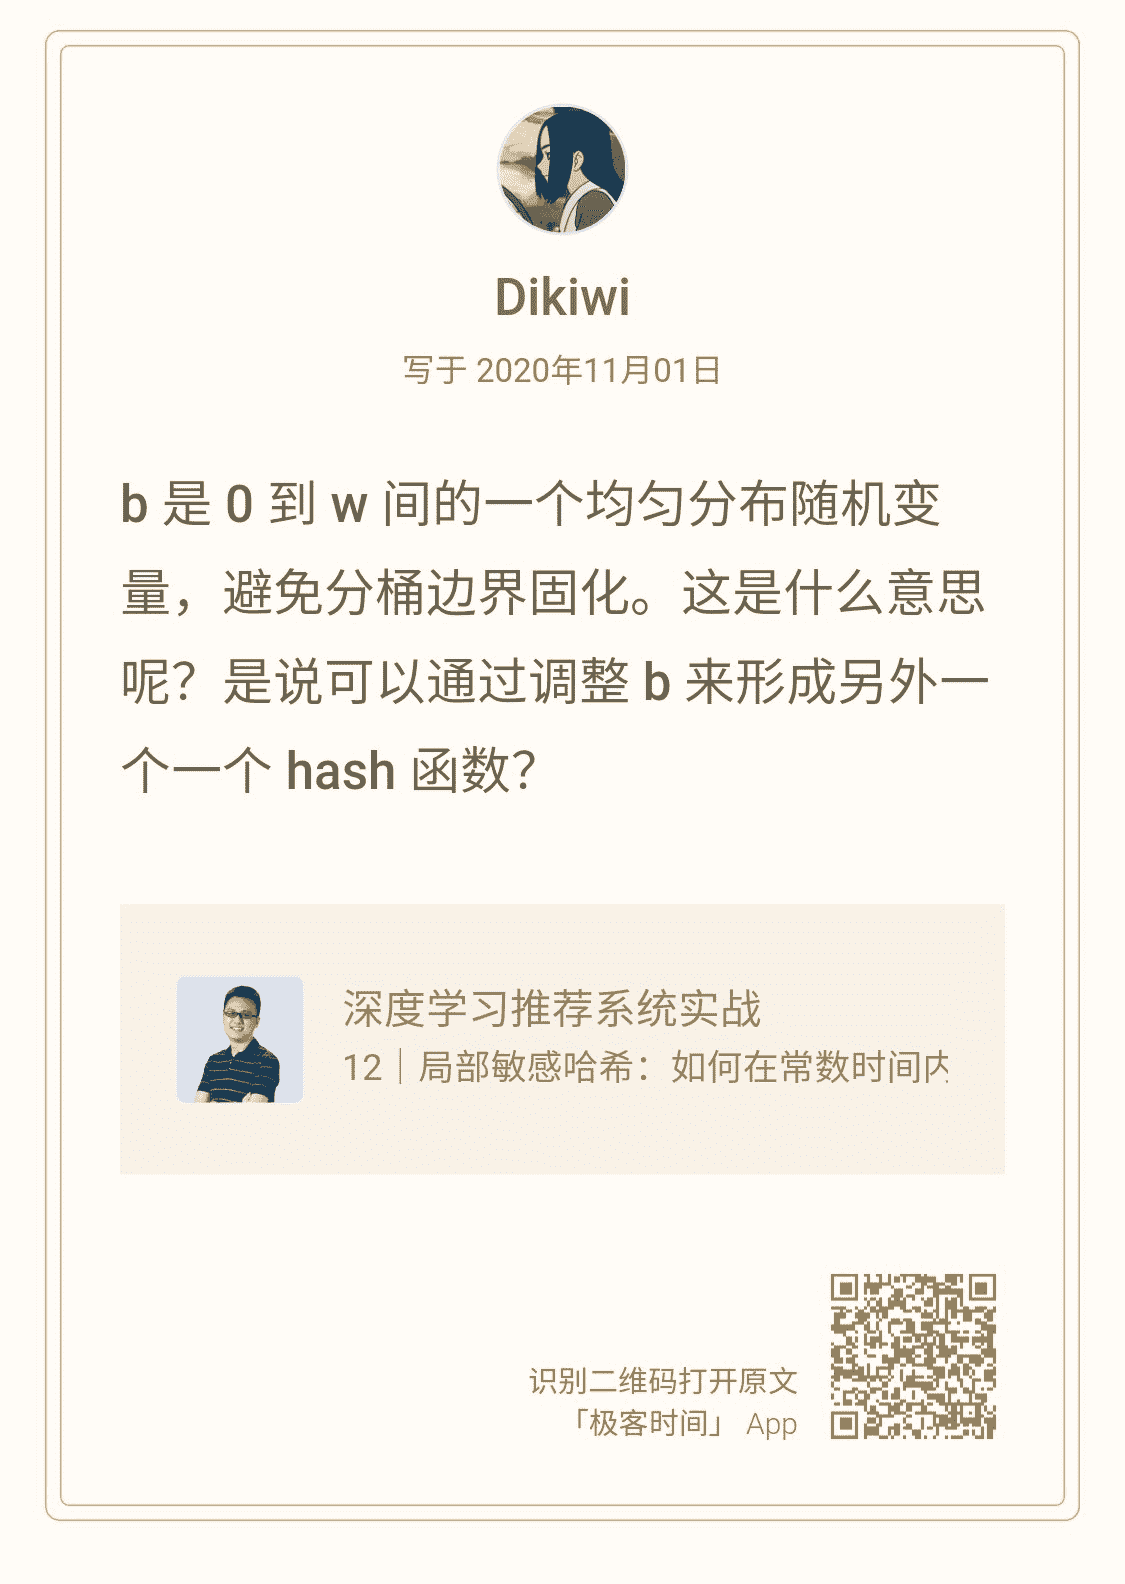 Dikiwi
写于 2020年11月01日
b 是 0 到 w 间的一个均匀分布随机变
量，避免分桶边界固化。这是什么意思
呢？是说可以通过调整 b 来形成另外一
个一个 hash 函数？
深度学习推荐系统实战
12｜局部敏感哈希：如何在常数时间内
识别二维码打开原文
「极客时间」 App